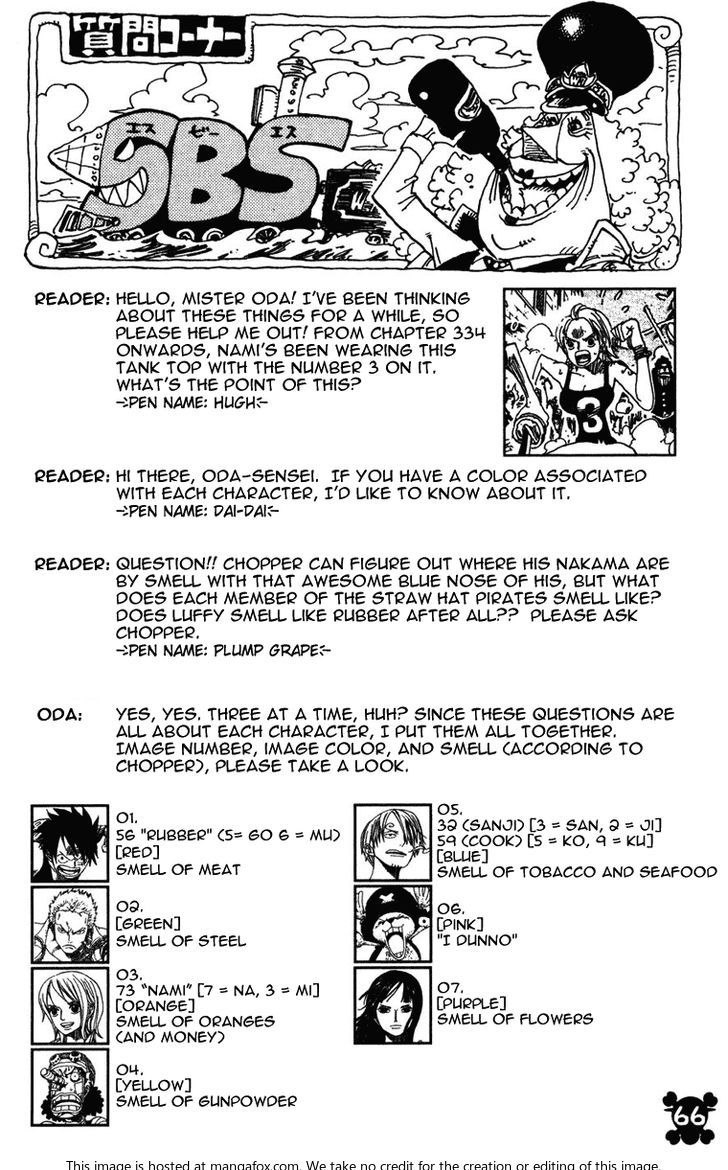 質問コーナー
エス ゼー エス
SBS
W
READER: HELLO, MISTER ODA! I'VE BEEN THINKING
ABOUT THESE THINGS FOR A WHILE, SO
PLEASE HELP ME OUT! FROM CHAPTER 334
ONWARDS, NAMI'S BEEN WEARING THIS
TANK TOP WITH THE NUMBER 3 ON IT.
WHAT'S THE POINT OF THIS?
→PEN NAME: HUGH←
3
READER: HI THERE, ODA-SENSEI. IF YOU HAVE A COLOR ASSOCIATED
WITH EACH CHARACTER, I'D LIKE TO KNOW ABOUT IT.
→PEN NAME: DAI-DAI←
READER: QUESTION!! CHOPPER CAN FIGURE OUT WHERE HIS NAKAMA ARE
BY SMELL WITH THAT AWESOME BLUE NOSE OF HIS, BUT WHAT
DOES EACH MEMBER OF THE STRAW HAT PIRATES SMELL LIKE?
DOES LUFFY SMELL LIKE RUBBER AFTER ALL?? PLEASE ASK
CHOPPER.
→PEN NAME: PLUMP GRAPE←
ODA: YES, YES. THREE AT A TIME, HUH? SINCE THESE QUESTIONS ARE
ALL ABOUT EACH CHARACTER, I PUT THEM ALL TOGETHER.
IMAGE NUMBER, IMAGE COLOR, AND SMELL (ACCORDING TO
CHOPPER), PLEASE TAKE A LOOK.
01.
56 "RUBBER" (5= GO 6 = MU)
[RED]
SMELL OF MEAT
02.
[GREEN]
SMELL OF STEEL
03.
73 "NAMI" [7 = NA, 3 = MI]
[ORANGE]
SMELL OF ORANGES
(AND MONEY)
04.
[YELLOW]
SMELL OF GUNPOWDER
05.
32 (SANJI) [3 = SAN, 2 = JI]
59 (COOK) [5 = KO, 9 = KU]
[BLUE]
SMELL OF TOBACCO AND SEAFOOD
06.
[PINK]
"I DUNNO"
07.
[PURPLE]
SMELL OF FLOWERS
66
This image is hosted at mangafox.com. We take no credit for the creation or editing of this image.